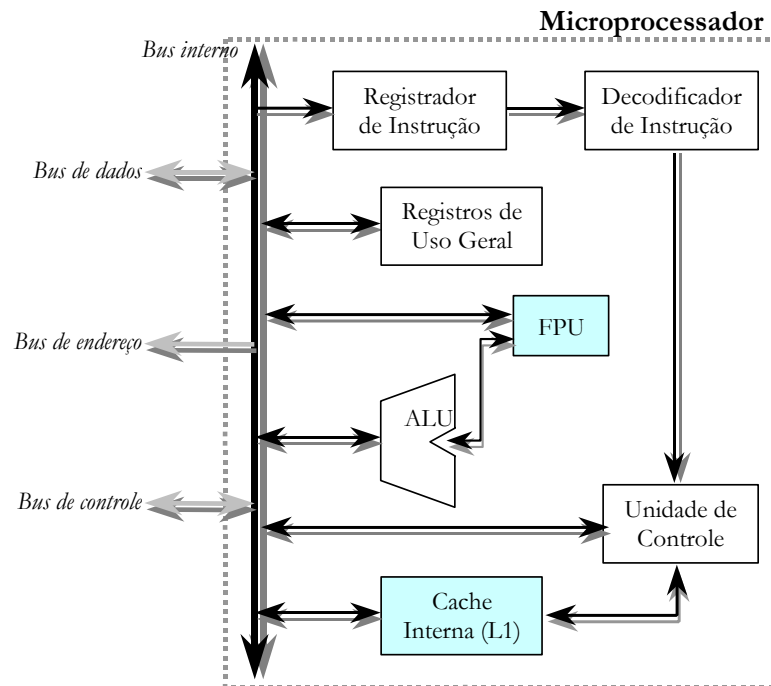 Microprocessador
Bus interno
Registrador
de Instrução
Decodificador
de Instrução
Bus de dados
Registros de
Uso Geral
FPU
Bus de endereço
ALU
Bus de controle
Unidade de
Controle
Cache
Interna (L1)